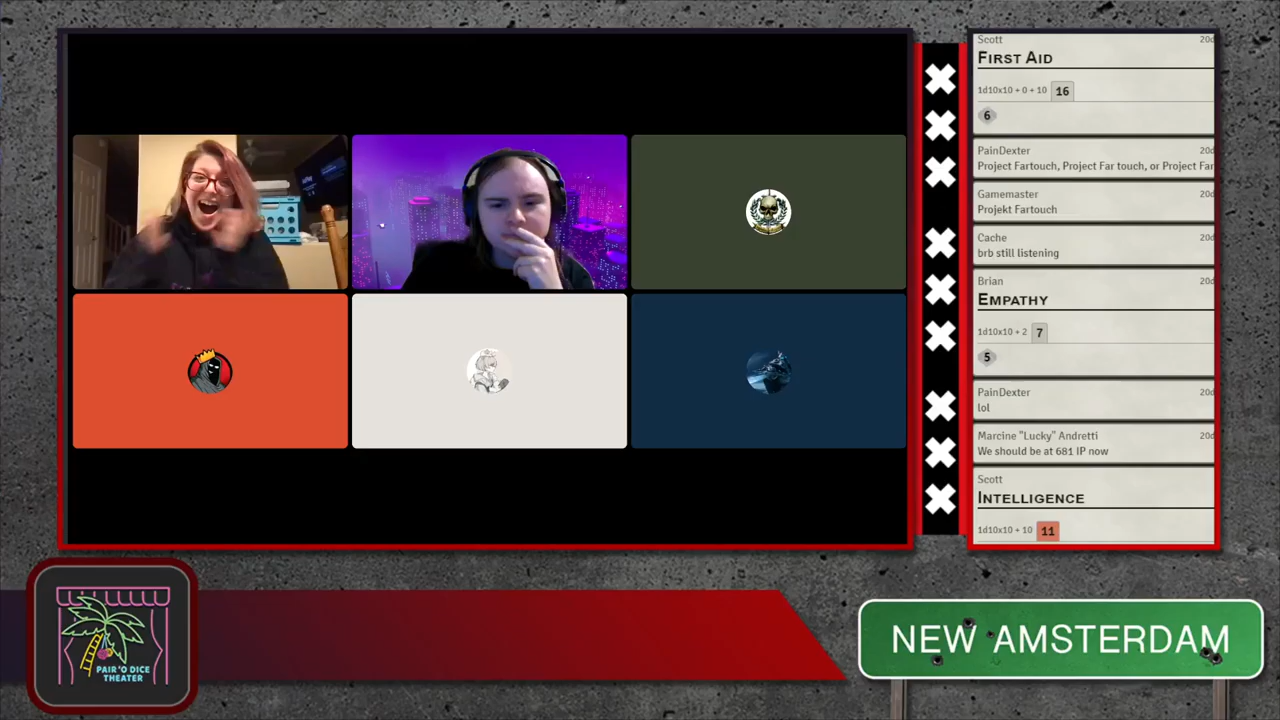 Scott 20d
FIRST AID
1d10x10 + 0 + 10 16
6
PainDexter 20d
Project Fartouch, Project Far touch, or Project Far
Gamemaster 20d
Projekt Fartouch
Cache 20d
brb still listening
Brian 20d
EMPATHY
1d10x10 + 2 7
5
PainDexter 20d
lol
Marcine "Lucky" Andretti 20d
We should be at 681 IP now
Scott
INTELLIGENCE
1d10x10 + 10 11
PAIR 'O DICE
THEATER
NEW AMSTERDAM